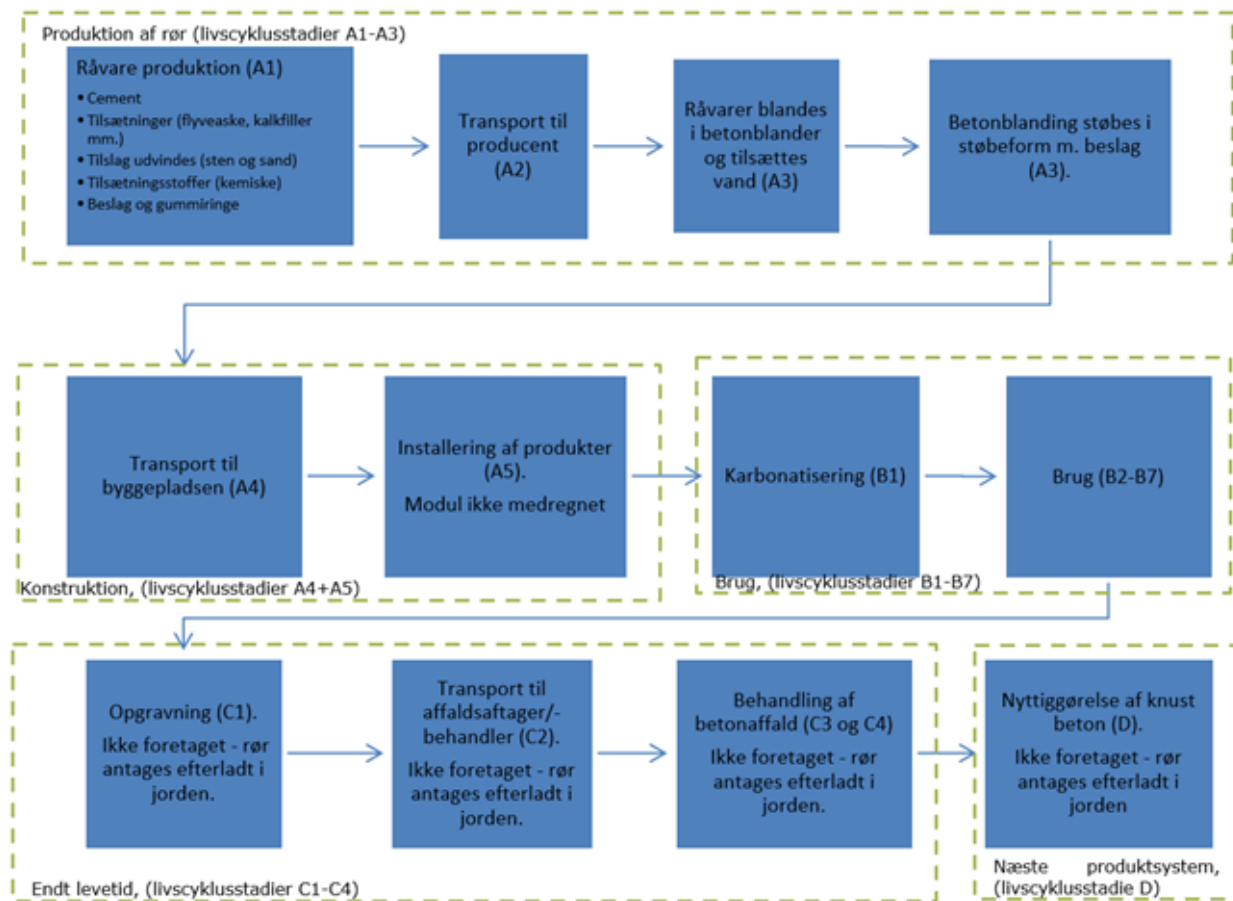 Produktion af rør (livscyklusstadier A1-A3)
Råvare produktion (A1)
• Cement
• Tilsætninger (flyveaske, kalkfiller
mm.)
• Tilslag udvindes (sten og sand)
• Tilsætningsstoffer (kemiske)
• Beslag og gummiringe
Transport til
producent
(A2)
Råvarer blandes
i betonblander
og tilsættes
vand (A3)
Betonblanding støbes i
støbeform m. beslag
(A3).
Transport til
byggepladsen (A4)
Installering af produkter
(A5).
Modul ikke medregnet
Konstruktion, (livscyklusstadier A4+A5)
Karbonatisering (B1)
Brug (B2-B7)
Brug, (livscyklusstadier B1-B7)
Opgravning (C1).
Ikke foretaget - rør
antages efterladt i
jorden.
Transport til
affaldsaftager/-
behandler (C2).
Ikke foretaget - rør
antages efterladt i
jorden.
Behandling af
betonaffald (C3 og C4)
Ikke foretaget - rør
antages efterladt i
jorden.
Endt levetid, (livscyklusstadier C1-C4)
Nyttiggørelse af knust
beton (D).
Ikke foretaget - rør
antages efterladt i
jorden
Næste produktsystem,
(livscyklusstadie D)